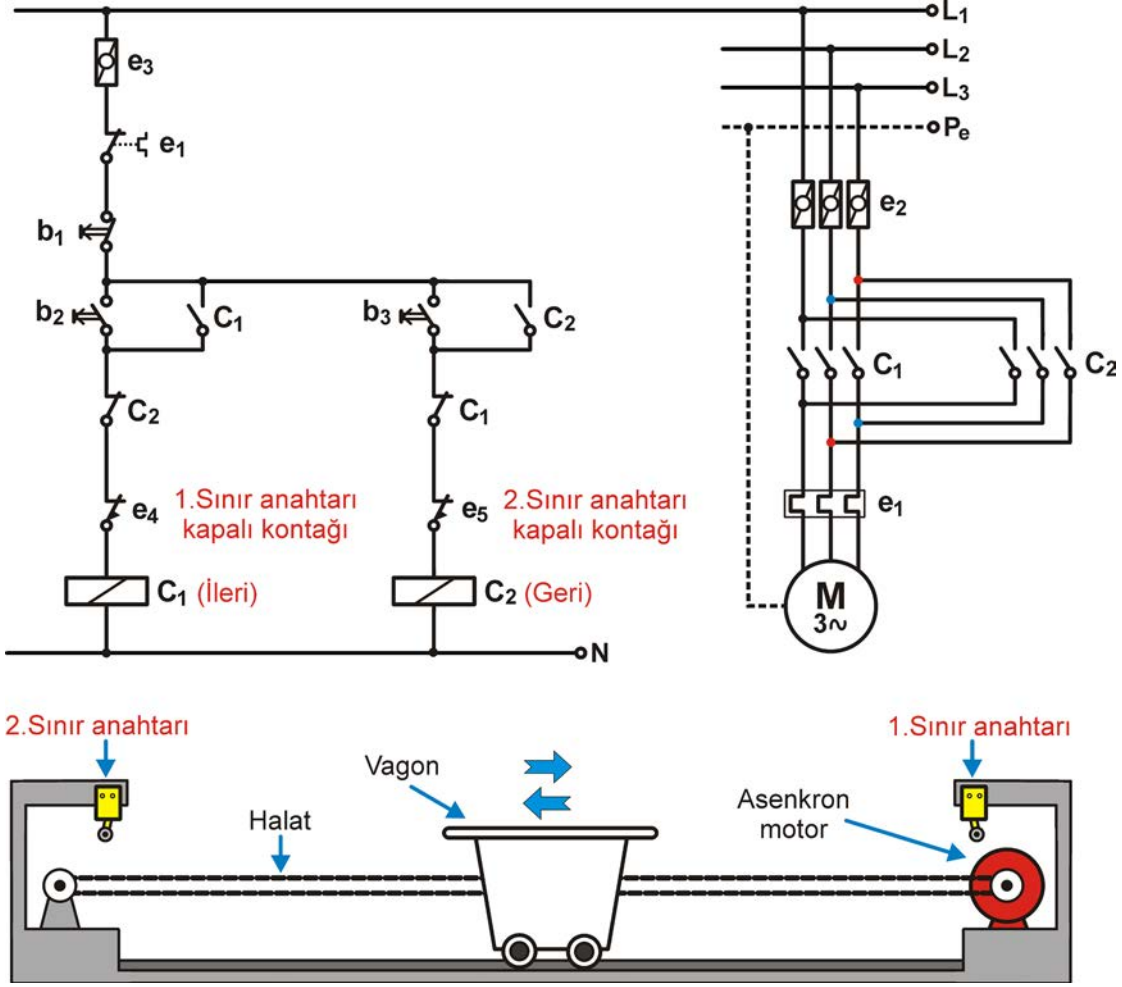 L1
e3
L2
L3
e1
Pe
e2
b1
b2
C1
b3
C2
C1
C2
C2
C1
1.Sınır anahtarı
kapalı kontağı
e4
2.Sınır anahtarı
kapalı kontağı
e5
e1
C1 (İleri)
C2 (Geri)
M
3~
N
2.Sınır anahtarı
1.Sınır anahtarı
Vagon
Halat
Asenkron
motor